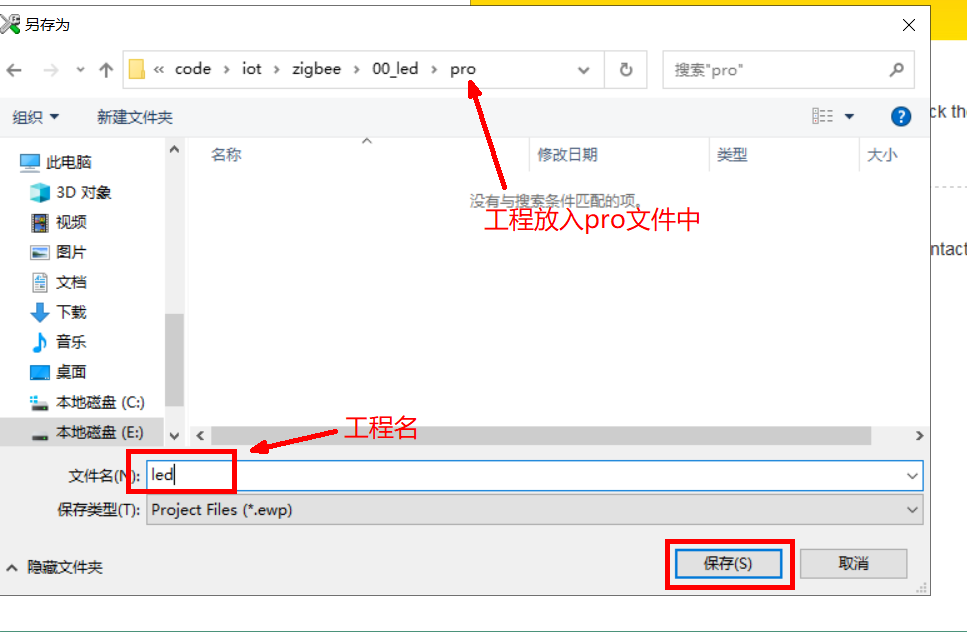 另存为
« code › iot › zigbee › 00_led › pro
搜索"pro"
组织
新建文件夹
ck the
此电脑
名称
修改日期
类型
大小
3D 对象
没有与搜索条件匹配的项。
视频
工程放入pro文件中
图片
ntact
文档
下载
音乐
桌面
本地磁盘 (C:)
本地磁盘 (E:)
工程名
文件名(N):
led
保存类型(T):
Project Files (*.ewp)
隐藏文件夹
保存(S)
取消